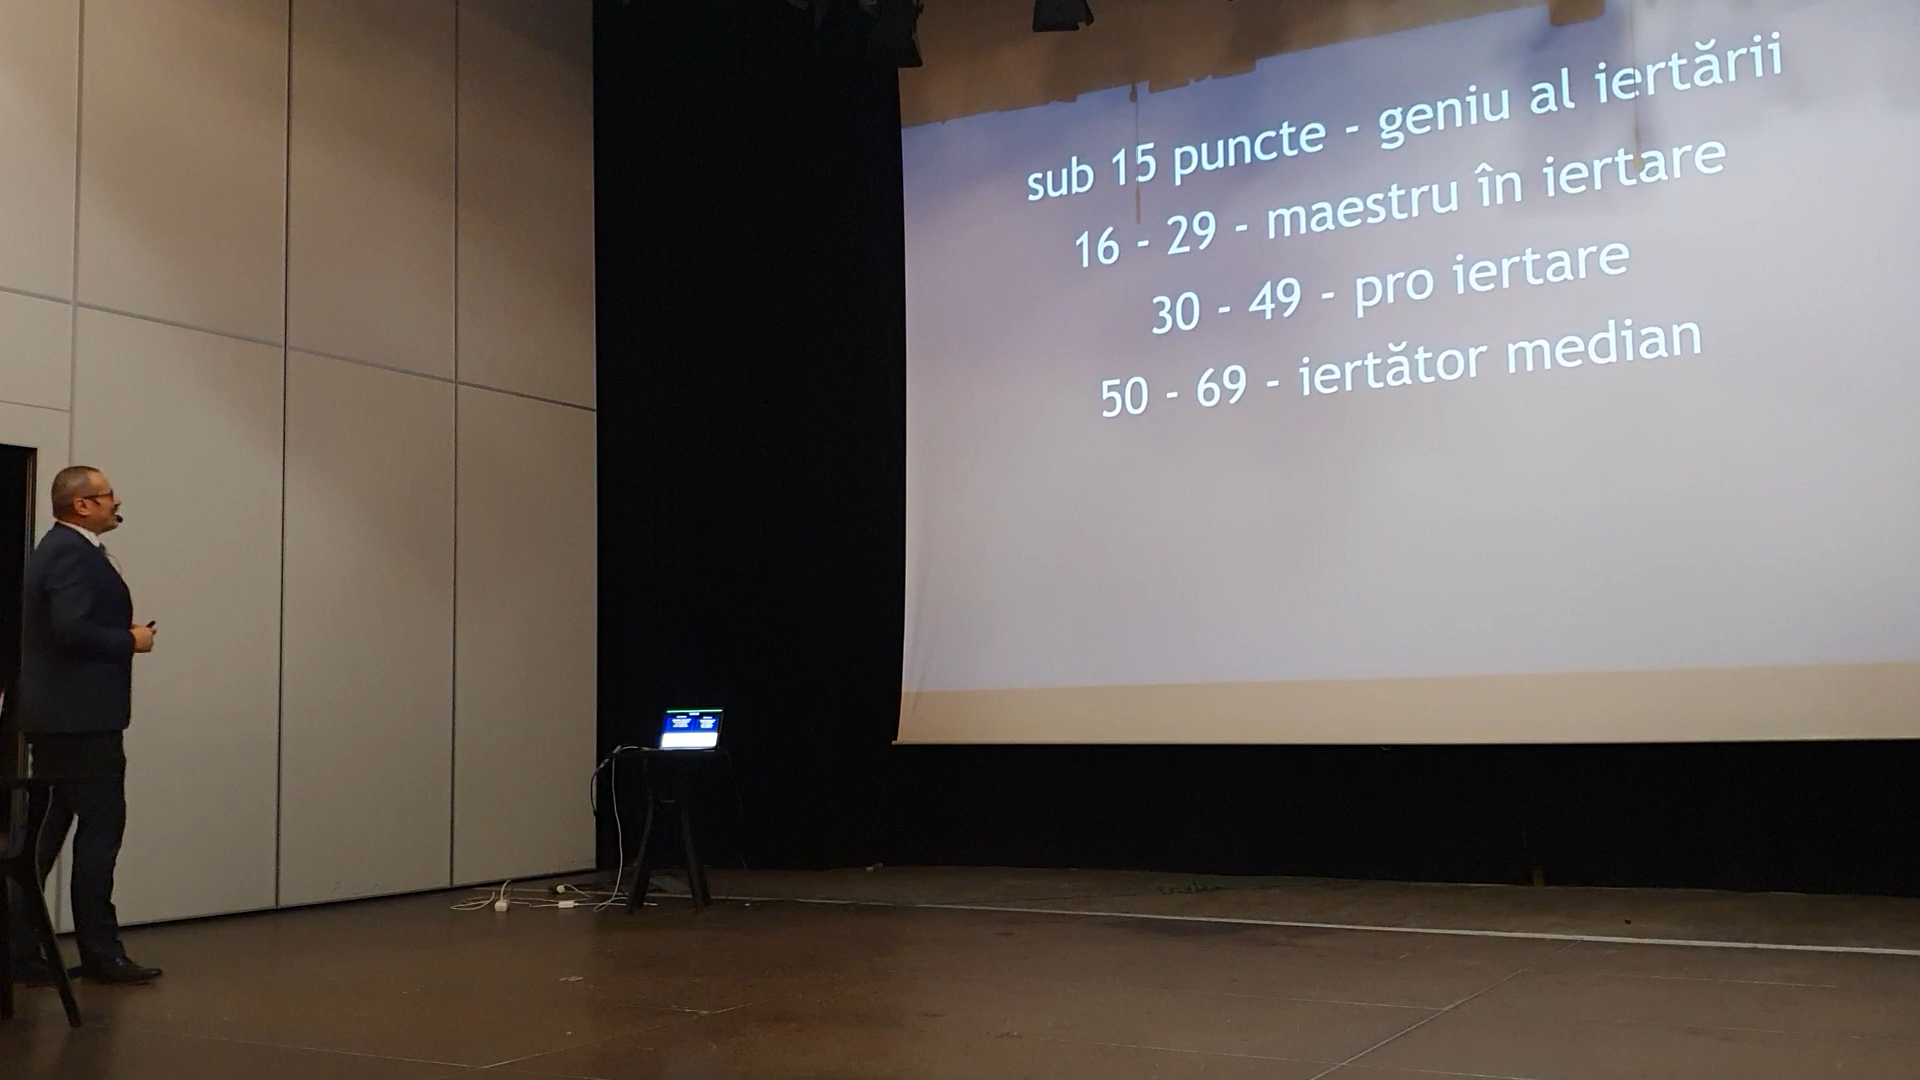 sub 15 puncte - geniu al iertării
16 - 29 - maestru în iertare
30 - 49 - pro iertare
50 - 69 - iertător median